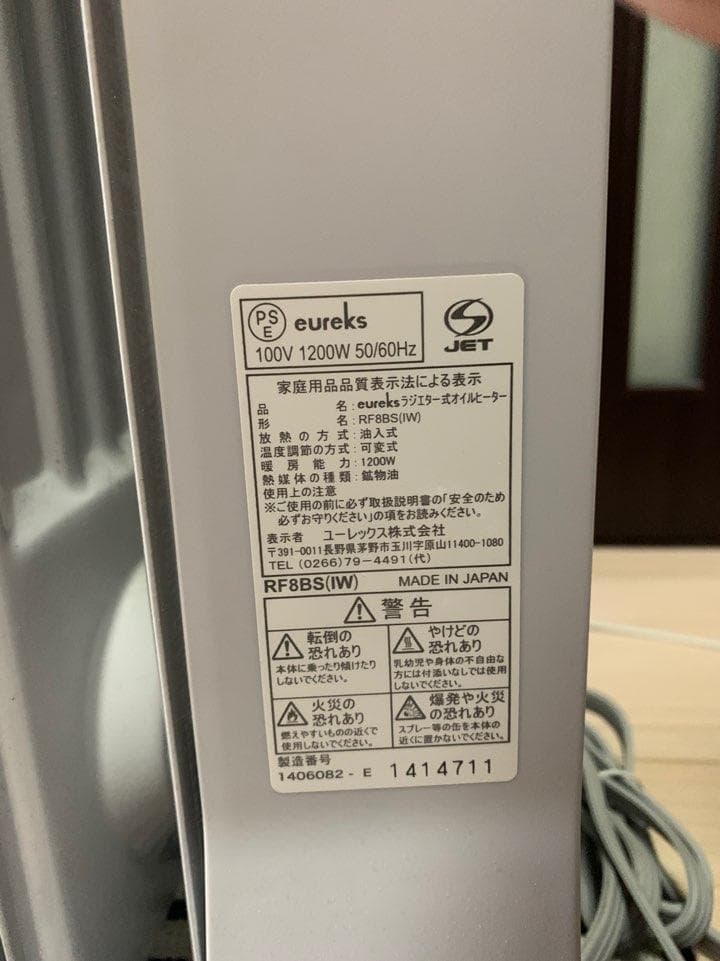 PS E eureks
100V 1200W 50/60Hz
JET
家庭用品品質表示法による表示
品名:eureksラジエター式オイルヒーター
形名:RF8BS(IW)
放熱の方式:油入式
温度調節の方式:可変式
暖房能力:1200W
熱媒体の種類:鉱物油
使用上の注意
※ご使用の前に必ず取扱説明書の「安全のため
必ずお守りください」の項をお読みください。
表示者 ユーレックス株式会社
〒391-0011長野県茅野市玉川字原山11400-1080
TEL (0266)79-4491(代)
RF8BS(IW) MADE IN JAPAN
警告
転倒の
恐れあり
本体に乗ったり傾けたり
しないでください。
やけどの
恐れあり
乳幼児や身体の不自由な
方には付添いなしでは使用
しないでください。
火災の
恐れあり
燃えやすいものの近くで
使用しないでください。
爆発や火災
の恐れあり
スプレー等の缶を本体の
近くに置かないでください。
製造番号
1406082 - E 1414711